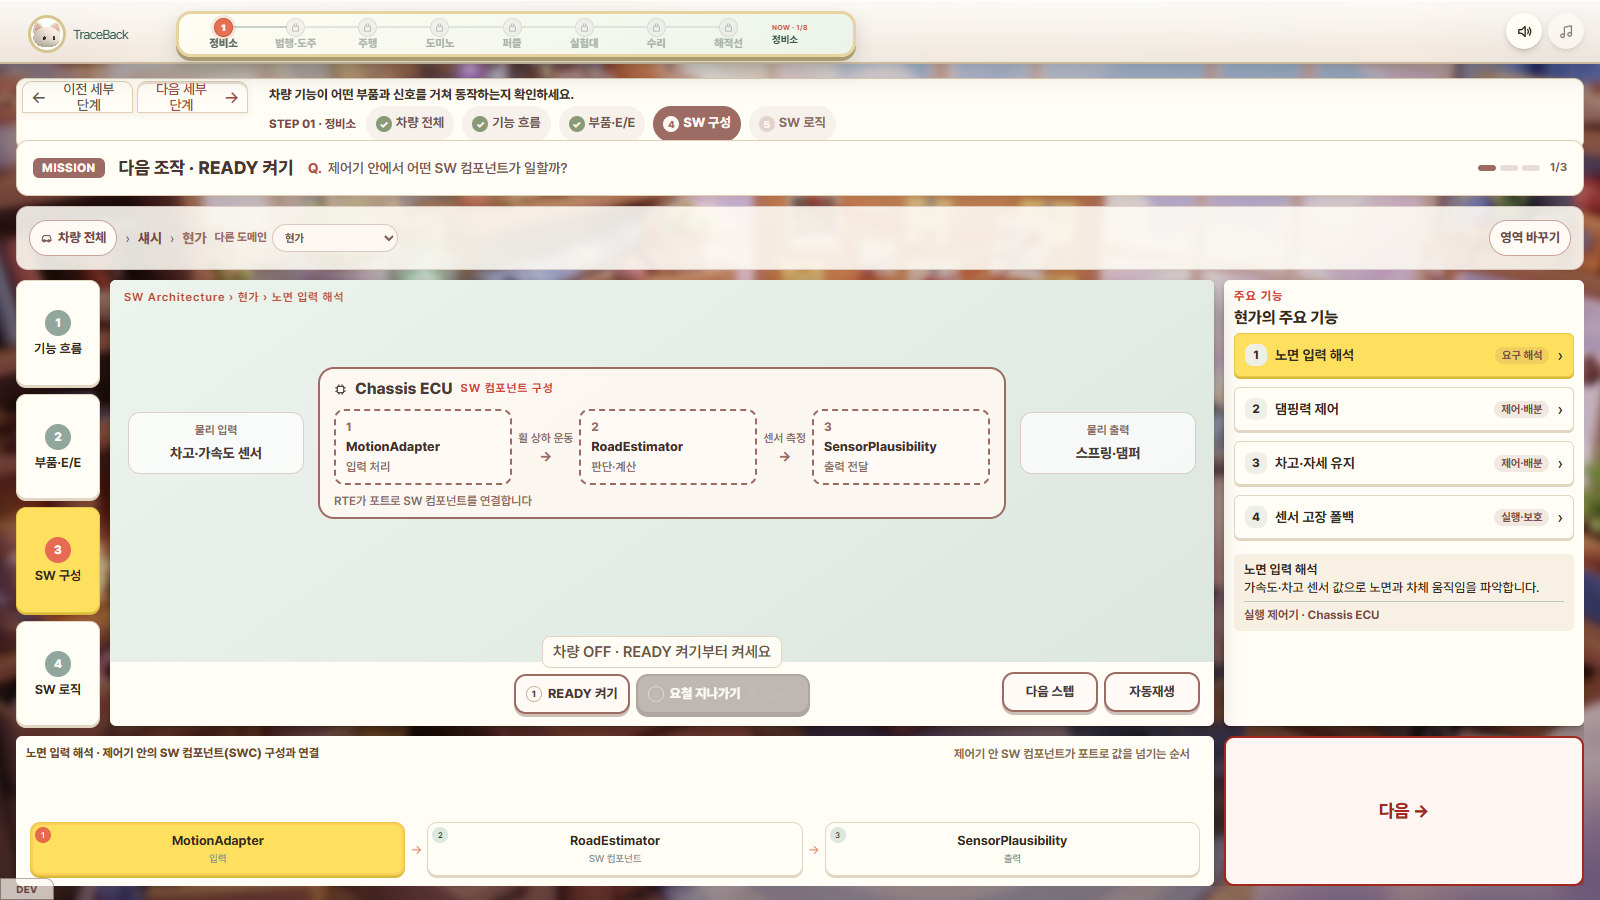 TraceBack
1
정비소
범행·도주
주행
도미노
퍼즐
실험대
수리
해적선
NOW · 1/8
정비소
이전 세부 단계
다음 세부 단계
차량 기능이 어떤 부품과 신호를 거쳐 동작하는지 확인하세요.
STEP 01 · 정비소
차량 전체
기능 흐름
부품·E/E
4 SW 구성
5 SW 로직
MISSION
다음 조작 · READY 켜기
Q. 제어기 안에서 어떤 SW 컴포넌트가 일할까?
1/3
차량 전체 › 섀시 › 현가
다른 도메인
현가
영역 바꾸기
1
기능 흐름
2
부품·E/E
3
SW 구성
4
SW 로직
SW Architecture › 현가 › 노면 입력 해석
물리 입력
차고·가속도 센서
Chassis ECU SW 컴포넌트 구성
1
MotionAdapter
입력 처리
휠 상하 운동
→
2
RoadEstimator
판단·계산
센서 측정
→
3
SensorPlausibility
출력 전달
RTE가 포트로 SW 컴포넌트를 연결합니다
물리 출력
스프링·댐퍼
차량 OFF · READY 켜기부터 켜세요
1 READY 켜기
요철 지나가기
다음 스텝
자동재생
주요 기능
현가의 주요 기능
1 노면 입력 해석 요구 해석 ›
2 댐핑력 제어 제어·배분 ›
3 차고·자세 유지 제어·배분 ›
4 센서 고장 폴백 실행·보호 ›
노면 입력 해석
가속도·차고 센서 값으로 노면과 차체 움직임을 파악합니다.
실행 제어기 · Chassis ECU
노면 입력 해석 · 제어기 안의 SW 컴포넌트(SWC) 구성과 연결
제어기 안 SW 컴포넌트가 포트로 값을 넘기는 순서
1
MotionAdapter
입력
→
2
RoadEstimator
SW 컴포넌트
→
3
SensorPlausibility
출력
다음 →
DEV